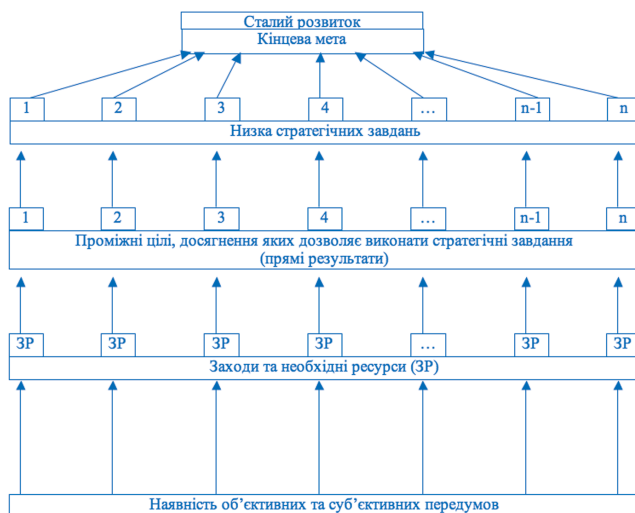 Сталий розвиток
Кінцева мета
1 2 3 4 … n-1 n
Низка стратегічних завдань
1 2 3 4 … n-1 n
Проміжні цілі, досягнення яких дозволяє виконати стратегічні завдання
(прямі результати)
ЗР ЗР ЗР ЗР … ЗР ЗР
Заходи та необхідні ресурси (ЗР)
Наявність об’єктивних та суб’єктивних передумов